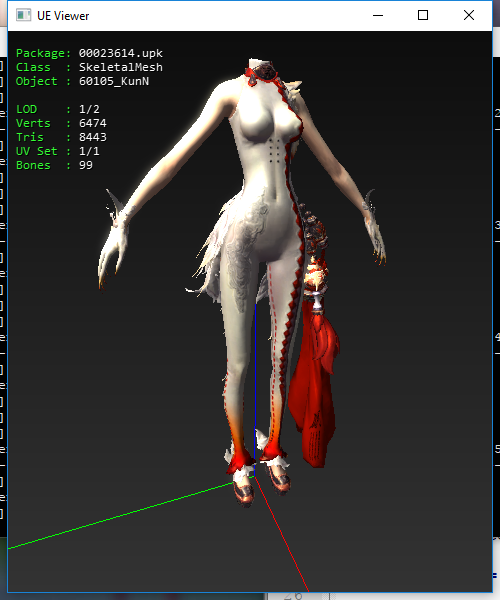 UE Viewer
Package: 00023614.upk
Class : SkeletalMesh
Object : 60105_KunN
LOD : 1/2
Verts : 6474
Tris : 8443
UV Set : 1/1
Bones : 99
26